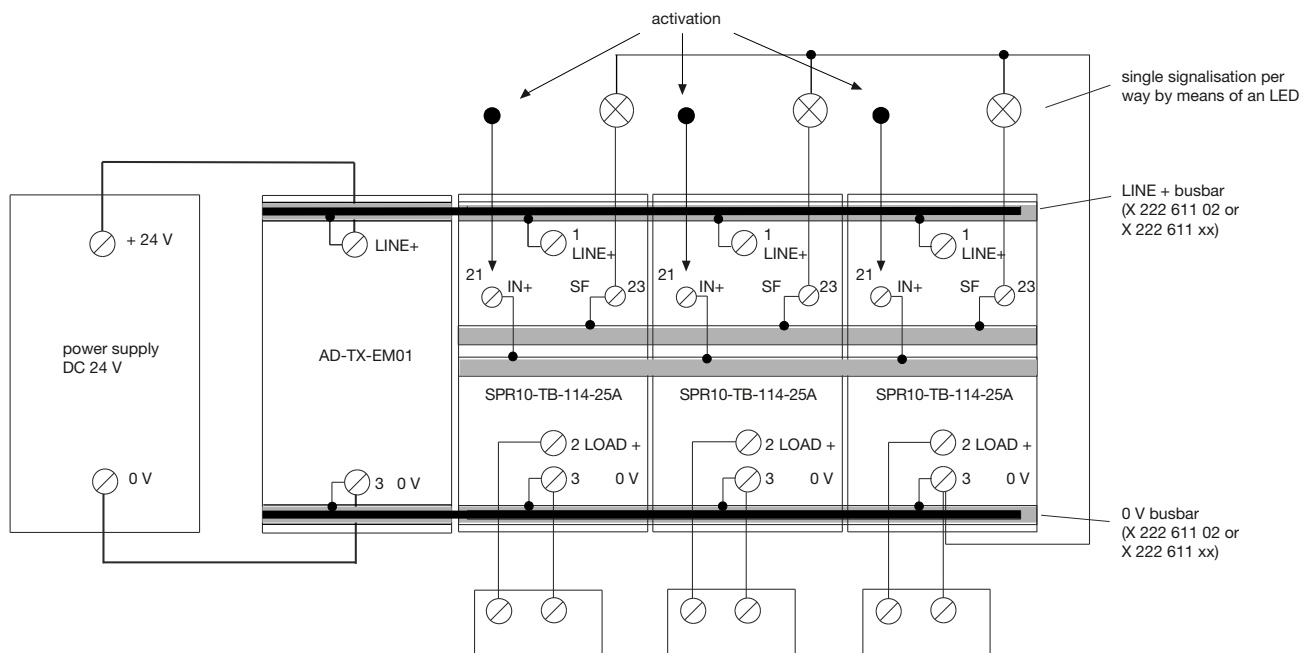 activation
single signalisation per
way by means of an LED
LINE + busbar
(X 222 611 02 or
X 222 611 xx)
+ 24 V
LINE+
1
LINE+
1
LINE+
1
LINE+
21
IN+
SF
23
21
IN+
SF
23
21
IN+
SF
23
power supply
DC 24 V
AD-TX-EM01
SPR10-TB-114-25A
SPR10-TB-114-25A
SPR10-TB-114-25A
2 LOAD +
2 LOAD +
2 LOAD +
0 V
3 0 V
3 0 V
3 0 V
3 0 V
0 V busbar
(X 222 611 02 or
X 222 611 xx)